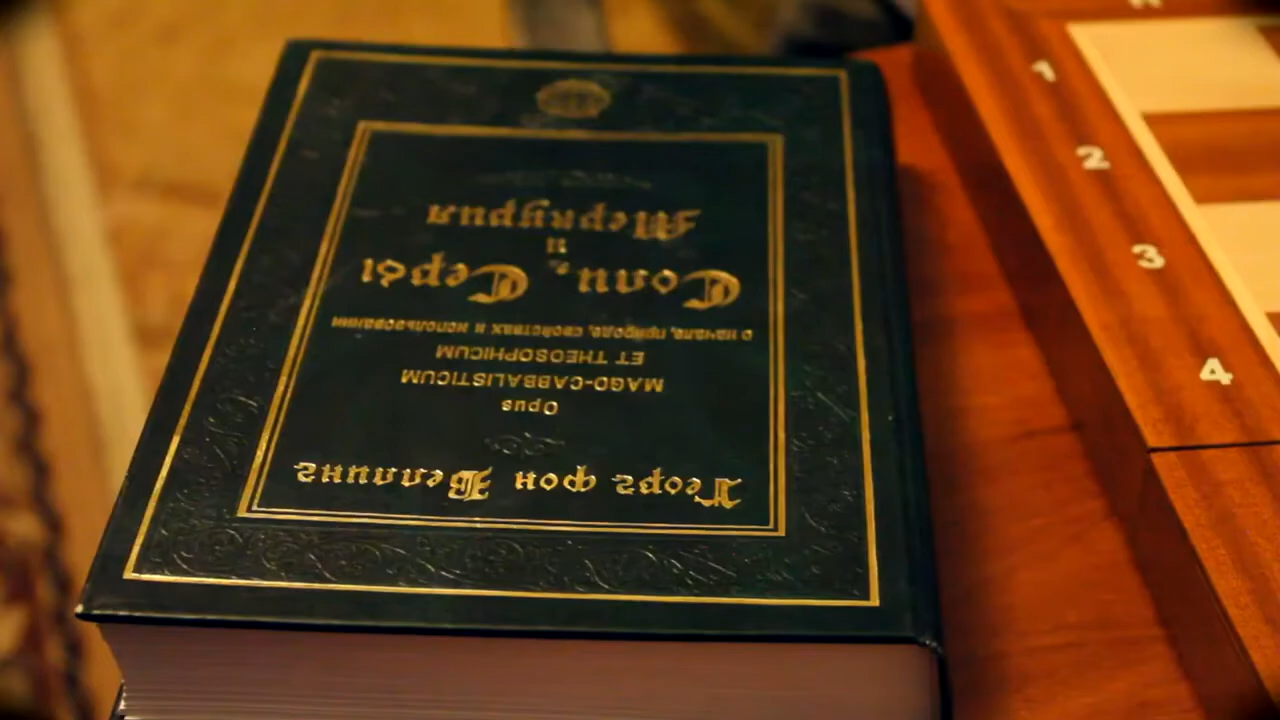 Георг фон Веллинг
Opus
MAGO-CABBALISTICUM
ET THEOSOPHICUM
о начале, природе, свойствах и использовании
Соли, Серы
и
Меркурия
1
2
3
4